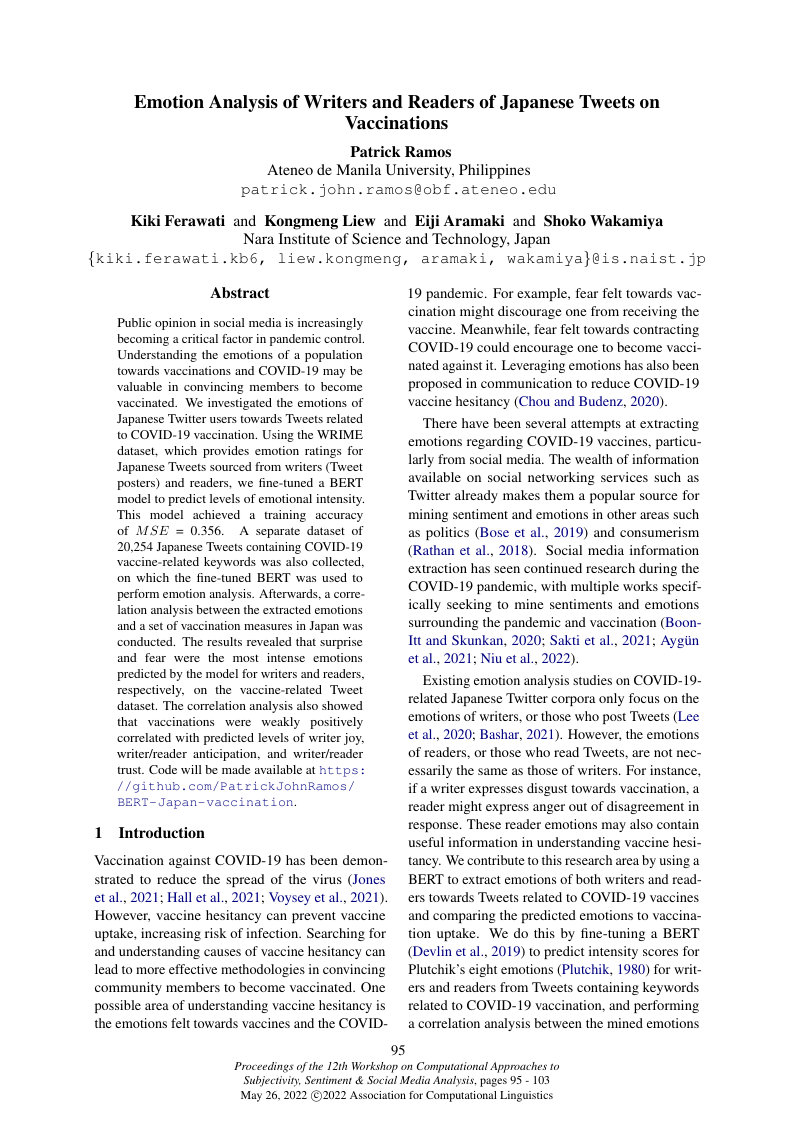 Emotion Analysis of Writers and Readers of Japanese Tweets on
Vaccinations
Patrick Ramos
Ateneo de Manila University, Philippines
patrick.john.ramos@obf.ateneo.edu
Kiki Ferawati and Kongmeng Liew and Eiji Aramaki and Shoko Wakamiya
Nara Institute of Science and Technology, Japan
{kiki.ferawati.kb6, liew.kongmeng, aramaki, wakamiya}@is.naist.jp
Abstract
Public opinion in social media is increasingly
becoming a critical factor in pandemic control.
Understanding the emotions of a population
towards vaccinations and COVID-19 may be
valuable in convincing members to become
vaccinated. We investigated the emotions of
Japanese Twitter users towards Tweets related
to COVID-19 vaccination. Using the WRIME
dataset, which provides emotion ratings for
Japanese Tweets sourced from writers (Tweet
posters) and readers, we fine-tuned a BERT
model to predict levels of emotional intensity.
This model achieved a training accuracy
of MSE = 0.356. A separate dataset of
20,254 Japanese Tweets containing COVID-19
vaccine-related keywords was also collected,
on which the fine-tuned BERT was used to
perform emotion analysis. Afterwards, a corre-
lation analysis between the extracted emotions
and a set of vaccination measures in Japan was
conducted. The results revealed that surprise
and fear were the most intense emotions
predicted by the model for writers and readers,
respectively, on the vaccine-related Tweet
dataset. The correlation analysis also showed
that vaccinations were weakly positively
correlated with predicted levels of writer joy,
writer/reader anticipation, and writer/reader
trust. Code will be made available at https:
//github.com/PatrickJohnRamos/
BERT-Japan-vaccination.
1 Introduction
Vaccination against COVID-19 has been demon-
strated to reduce the spread of the virus (Jones
et al., 2021; Hall et al., 2021; Voysey et al., 2021).
However, vaccine hesitancy can prevent vaccine
uptake, increasing risk of infection. Searching for
and understanding causes of vaccine hesitancy can
lead to more effective methodologies in convincing
community members to become vaccinated. One
possible area of understanding vaccine hesitancy is
the emotions felt towards vaccines and the COVID-
19 pandemic. For example, fear felt towards vac-
cination might discourage one from receiving the
vaccine. Meanwhile, fear felt towards contracting
COVID-19 could encourage one to become vacci-
nated against it. Leveraging emotions has also been
proposed in communication to reduce COVID-19
vaccine hesitancy (Chou and Budenz, 2020).
There have been several attempts at extracting
emotions regarding COVID-19 vaccines, particu-
larly from social media. The wealth of information
available on social networking services such as
Twitter already makes them a popular source for
mining sentiment and emotions in other areas such
as politics (Bose et al., 2019) and consumerism
(Rathan et al., 2018). Social media information
extraction has seen continued research during the
COVID-19 pandemic, with multiple works specif-
ically seeking to mine sentiments and emotions
surrounding the pandemic and vaccination (Boon-
Itt and Skunkan, 2020; Sakti et al., 2021; Aygün
et al., 2021; Niu et al., 2022).
Existing emotion analysis studies on COVID-19-
related Japanese Twitter corpora only focus on the
emotions of writers, or those who post Tweets (Lee
et al., 2020; Bashar, 2021). However, the emotions
of readers, or those who read Tweets, are not nec-
essarily the same as those of writers. For instance,
if a writer expresses disgust towards vaccination, a
reader might express anger out of disagreement in
response. These reader emotions may also contain
useful information in understanding vaccine hesi-
tancy. We contribute to this research area by using a
BERT to extract emotions of both writers and read-
ers towards Tweets related to COVID-19 vaccines
and comparing the predicted emotions to vaccina-
tion uptake. We do this by fine-tuning a BERT
(Devlin et al., 2019) to predict intensity scores for
Plutchik's eight emotions (Plutchik, 1980) for writ-
ers and readers from Tweets containing keywords
related to COVID-19 vaccination, and performing
a correlation analysis between the mined emotions
95
Proceedings of the 12th Workshop on Computational Approaches to
Subjectivity, Sentiment & Social Media Analysis, pages 95 - 103
May 26, 2022 ©2022 Association for Computational Linguistics